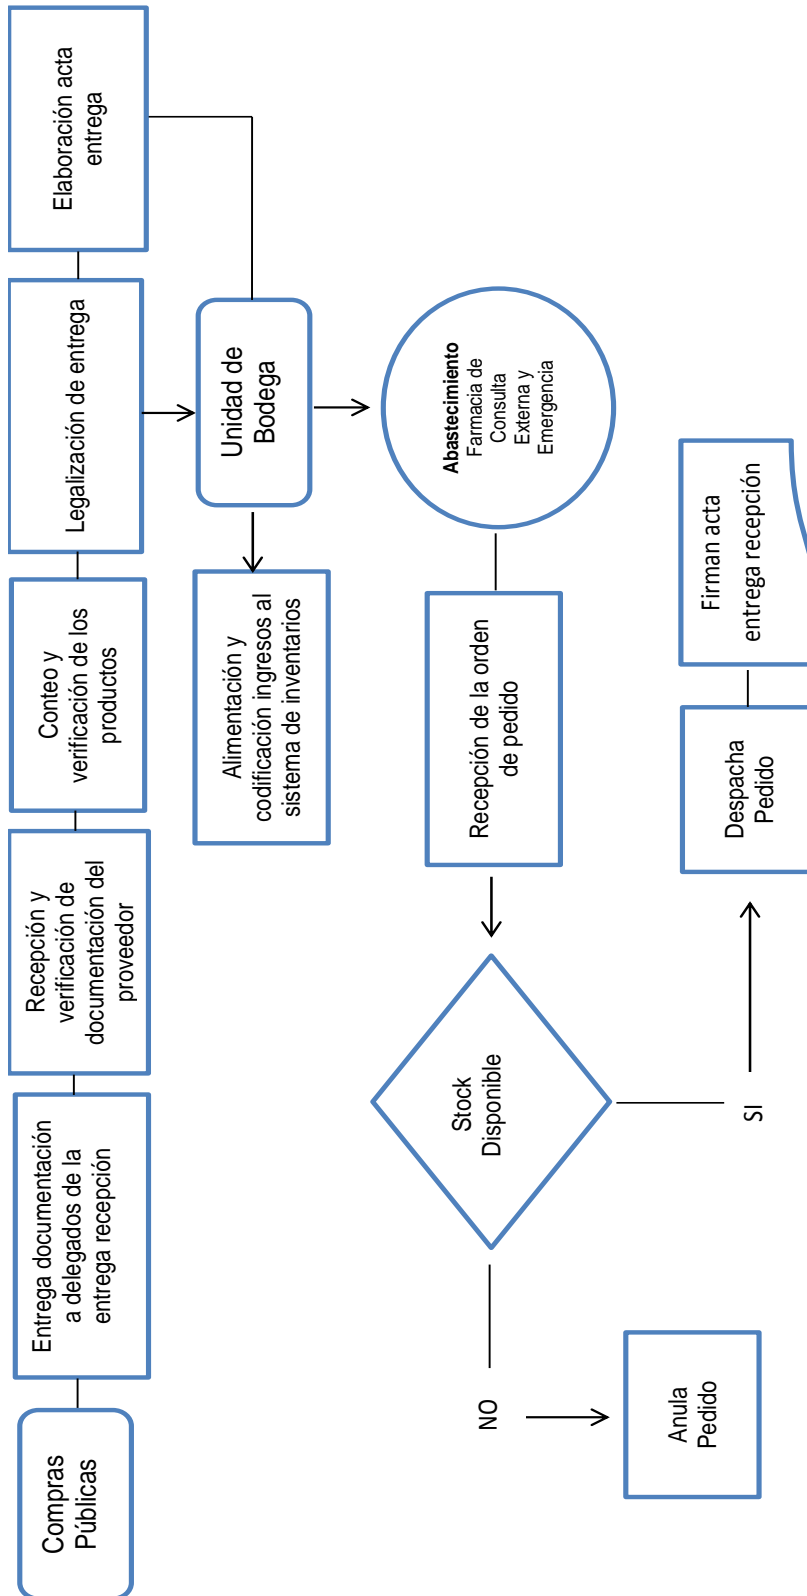 Compras
Públicas
Entrega documentación
a delegados de la
entrega recepción
Recepción y
verificación de
documentación del
proveedor
Conteo y
verificación de los
productos
Legalización de entrega
Elaboración acta
entrega
Unidad de
Bodega
Alimentación y
codificación ingresos al
sistema de inventarios
Abastecimiento
Farmacia de
Consulta
Externa y
Emergencia
Recepción de la orden
de pedido
Stock
Disponible
NO
Anula
Pedido
SI
Despacha
Pedido
Firman acta
entrega recepción